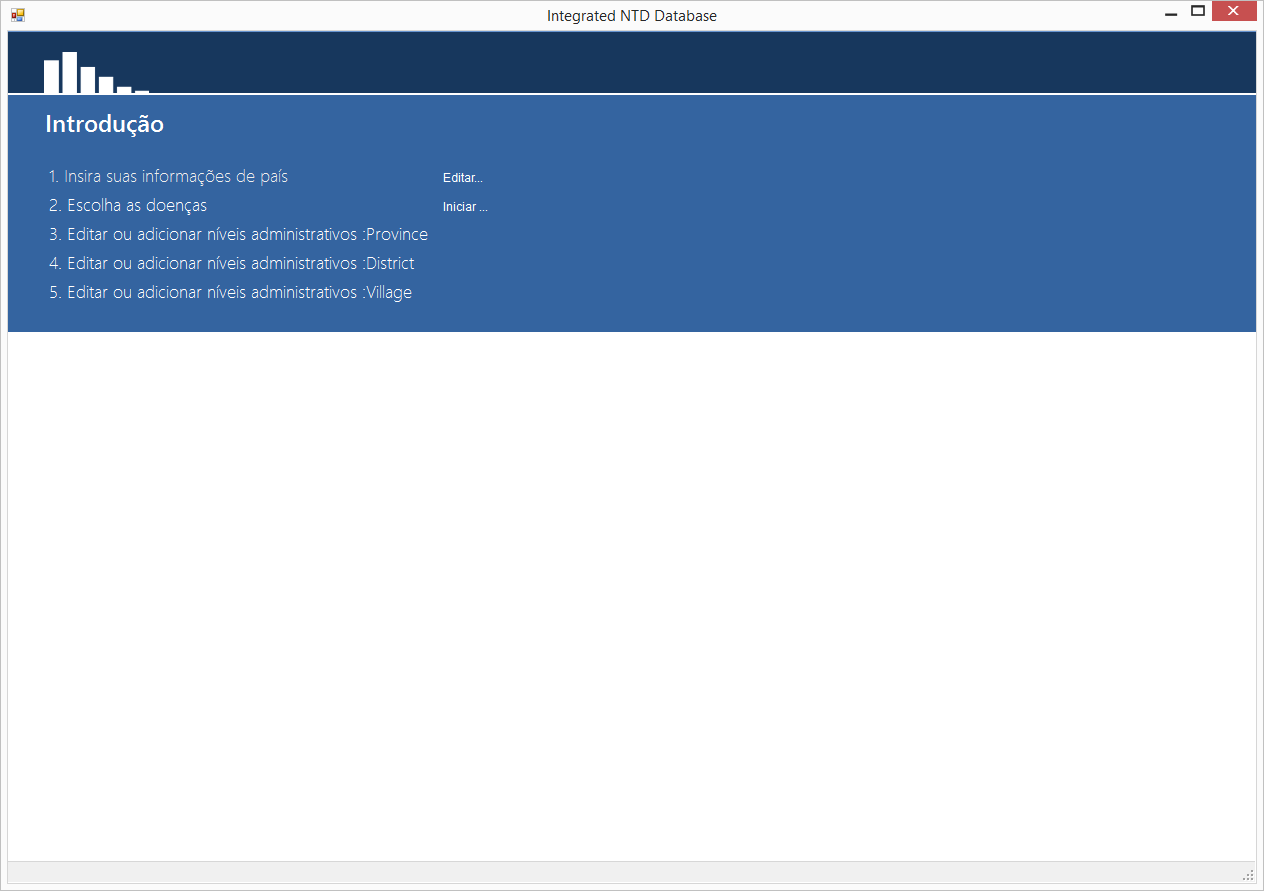 Integrated NTD Database
Introdução
1. Insira suas informações de país Editar...
2. Escolha as doenças Iniciar ...
3. Editar ou adicionar níveis administrativos :Province
4. Editar ou adicionar níveis administrativos :District
5. Editar ou adicionar níveis administrativos :Village